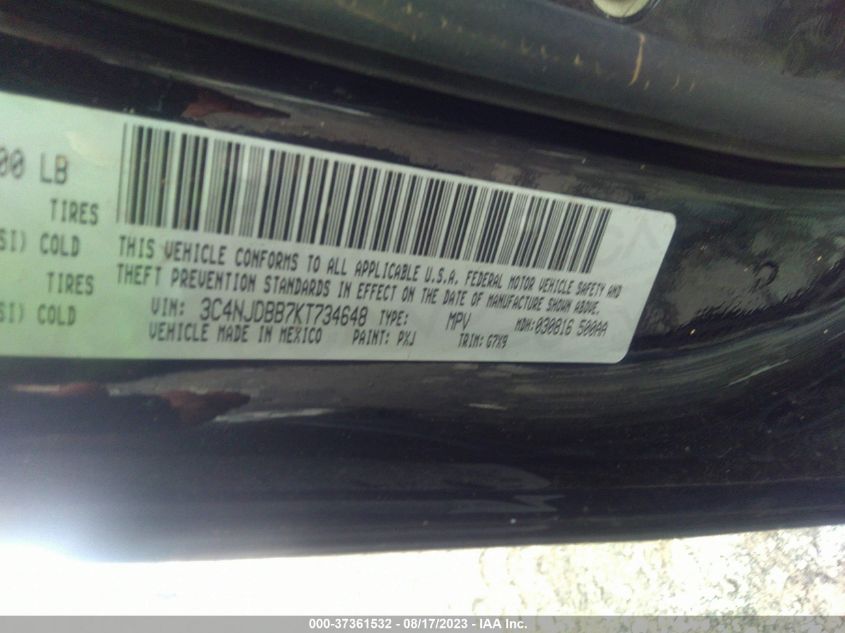 00 LB
TIRES
SI) COLD
TIRES
SI) COLD
THIS VEHICLE CONFORMS TO ALL APPLICABLE U.S.A. FEDERAL MOTOR VEHICLE SAFETY AND
THEFT PREVENTION STANDARDS IN EFFECT ON THE DATE OF MANUFACTURE SHOWN ABOVE.
VIN: 3C4NJDBB7KT734648 TYPE: MPV MDH:030816 500AA
VEHICLE MADE IN MEXICO PAINT: PXJ TRIM: G7X9
000-37361532 - 08/17/2023 - IAA Inc.